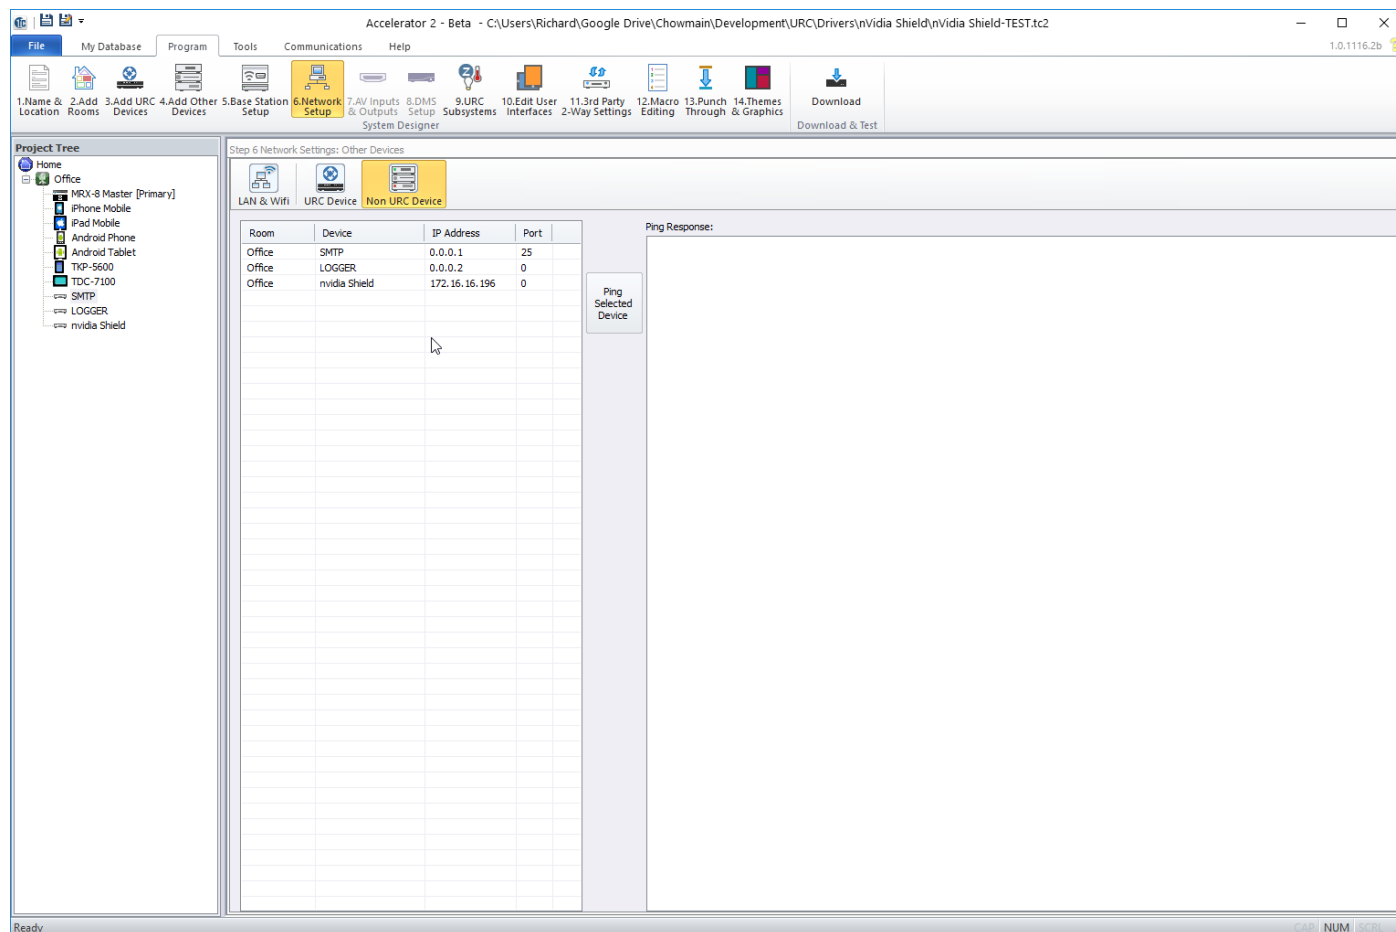 Accelerator 2 - Beta - C:\Users\Richard\Google Drive\Chowmain\Development\URC\Drivers\nVidia Shield\nVidia Shield-TEST.tc2
File My Database Program Tools Communications Help 1.0.1116.2b
1.Name & Location
2.Add Rooms
3.Add URC Devices
4.Add Other Devices
5.Base Station Setup
6.Network Setup
7.AV Inputs & Outputs
8.DMS Setup
9.URC Subsystems
10.Edit User Interfaces
11.3rd Party 2-Way Settings
12.Macro Editing
13.Punch Through
14.Themes & Graphics
Download
System Designer
Download & Test
Project Tree
Home
Office
MRX-8 Master [Primary]
iPhone Mobile
iPad Mobile
Android Phone
Android Tablet
TKP-5600
TDC-7100
SMTP
LOGGER
nvidia Shield
Step 6 Network Settings: Other Devices
LAN & Wifi URC Device Non URC Device
Room Device IP Address Port
Office SMTP 0.0.0.1 25
Office LOGGER 0.0.0.2 0
Office nvidia Shield 172.16.16.196 0
Ping Selected Device
Ping Response:
Ready
CAP NUM SCRL